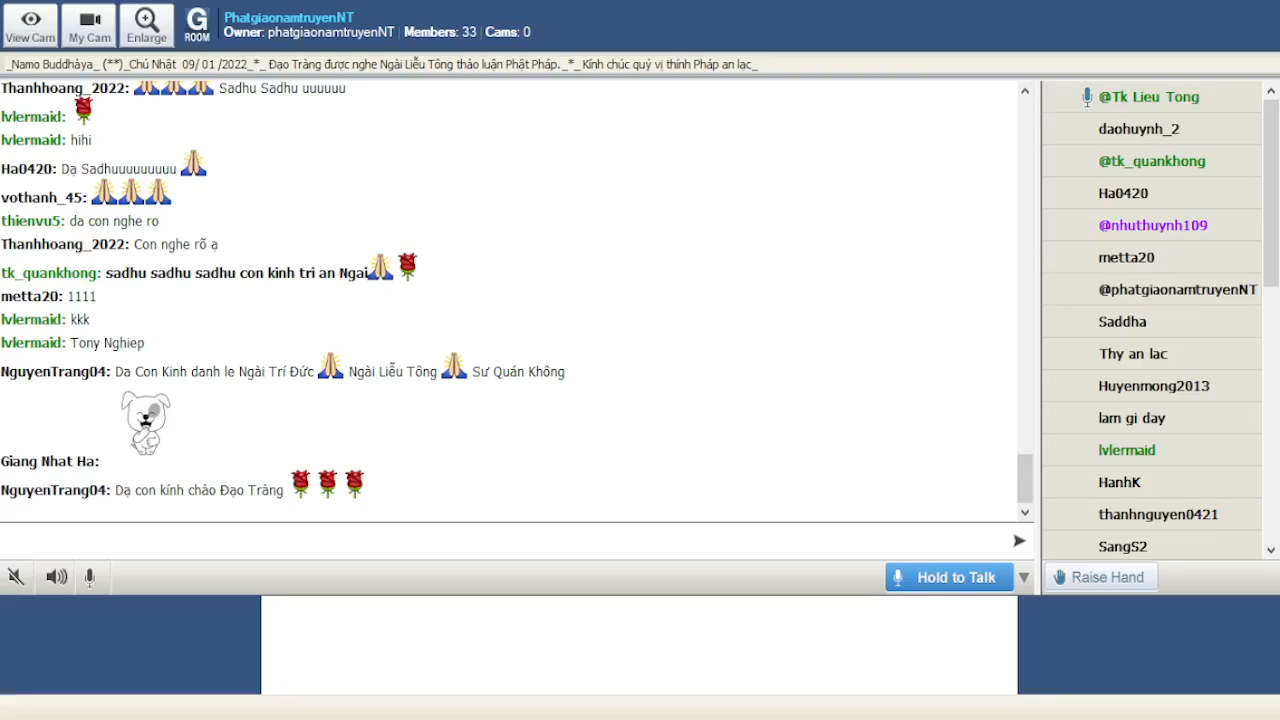 View Cam
My Cam
Enlarge
G ROOM
PhatgiaonamtruyenNT
Owner: phatgiaonamtruyenNT | Members: 33 | Cams: 0
_Namo Buddhàya_ (**)_Chủ Nhật 09/ 01 /2022_*_ Đạo Tràng được nghe Ngài Liễu Tông thảo luận Phật Pháp._*_ Kính chúc quý vị thính Pháp an lạc_
Thanhhoang_2022: Sadhu Sadhu uuuuuu
lvlermaid:
lvlermaid: hihi
Ha0420: Dạ Sadhuuuuuuuuu
vothanh_45:
thienvu5: da con nghe ro
Thanhhoang_2022: Con nghe rõ ạ
tk_quankhong: sadhu sadhu sadhu con kinh tri an Ngai
metta20: 1111
lvlermaid: kkk
lvlermaid: Tony Nghiep
NguyenTrang04: Da Con Kinh danh le Ngài Trí Đức Ngài Liễu Tông Sư Quán Không
Giang Nhat Ha:
NguyenTrang04: Dạ con kính chào Đạo Tràng
@Tk Lieu Tong
daohuynh_2
@tk_quankhong
Ha0420
@nhuthuynh109
metta20
@phatgiaonamtruyenNT
Saddha
Thy an lac
Huyenmong2013
lam gi day
lvlermaid
HanhK
thanhnguyen0421
SangS2
Hold to Talk
Raise Hand